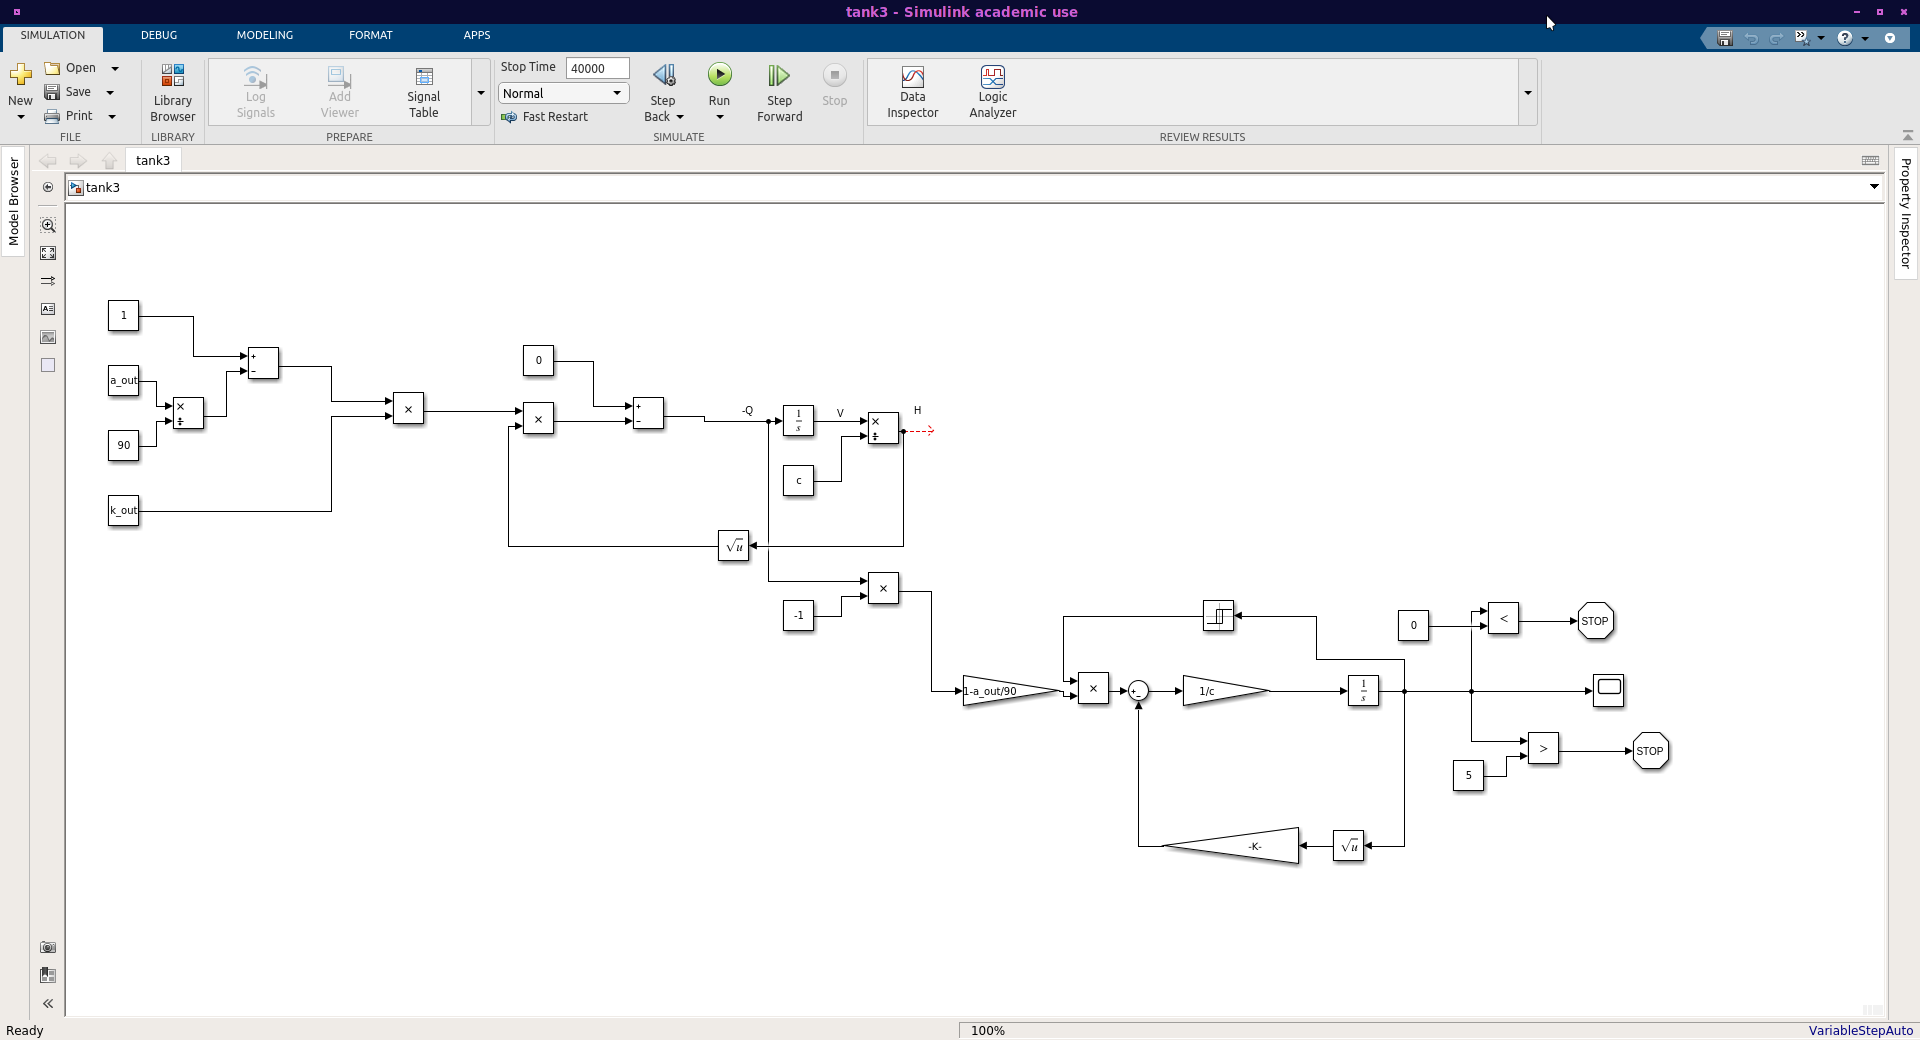 tank3 - Simulink academic use
SIMULATION DEBUG MODELING FORMAT APPS
New
Open
Save
Print
FILE
Library
Browser
LIBRARY
Log
Signals
Add
Viewer
Signal
Table
PREPARE
Stop Time 40000
Normal
Fast Restart
Step
Back
Run
Step
Forward
Stop
SIMULATE
Data
Inspector
Logic
Analyzer
REVIEW RESULTS
Model Browser
tank3
tank3
Property Inspector
1
a_out
90
k_out
+
−
×
÷
×
0
×
+
−
-Q
1
s
V
×
÷
H
c
√u
-1
×
1-a_out/90
×
+
−
1/c
1
s
0
<
STOP
>
STOP
5
-K-
√u
Ready
100%
VariableStepAuto